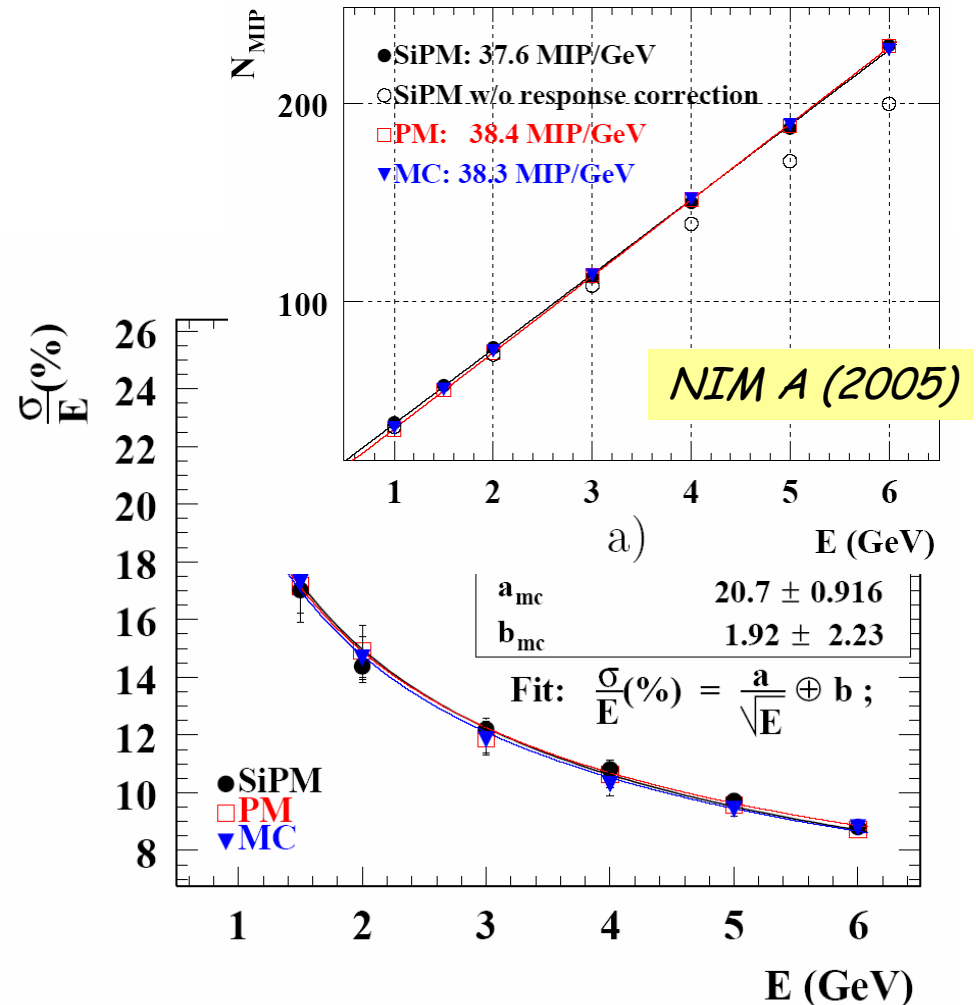 N_MIP
●SiPM: 37.6 MIP/GeV
○SiPM w/o response correction
□PM: 38.4 MIP/GeV
▼MC: 38.3 MIP/GeV
200
100
1 2 3 4 5 6
a)
E (GeV)
NIM A (2005)
σ/E (%)
26
24
22
20
18
16
14
12
10
8
a_mc 20.7 ± 0.916
b_mc 1.92 ± 2.23
Fit: σ/E (%) = a/√E ⊕ b ;
●SiPM
□PM
▼MC
1 2 3 4 5 6
E (GeV)